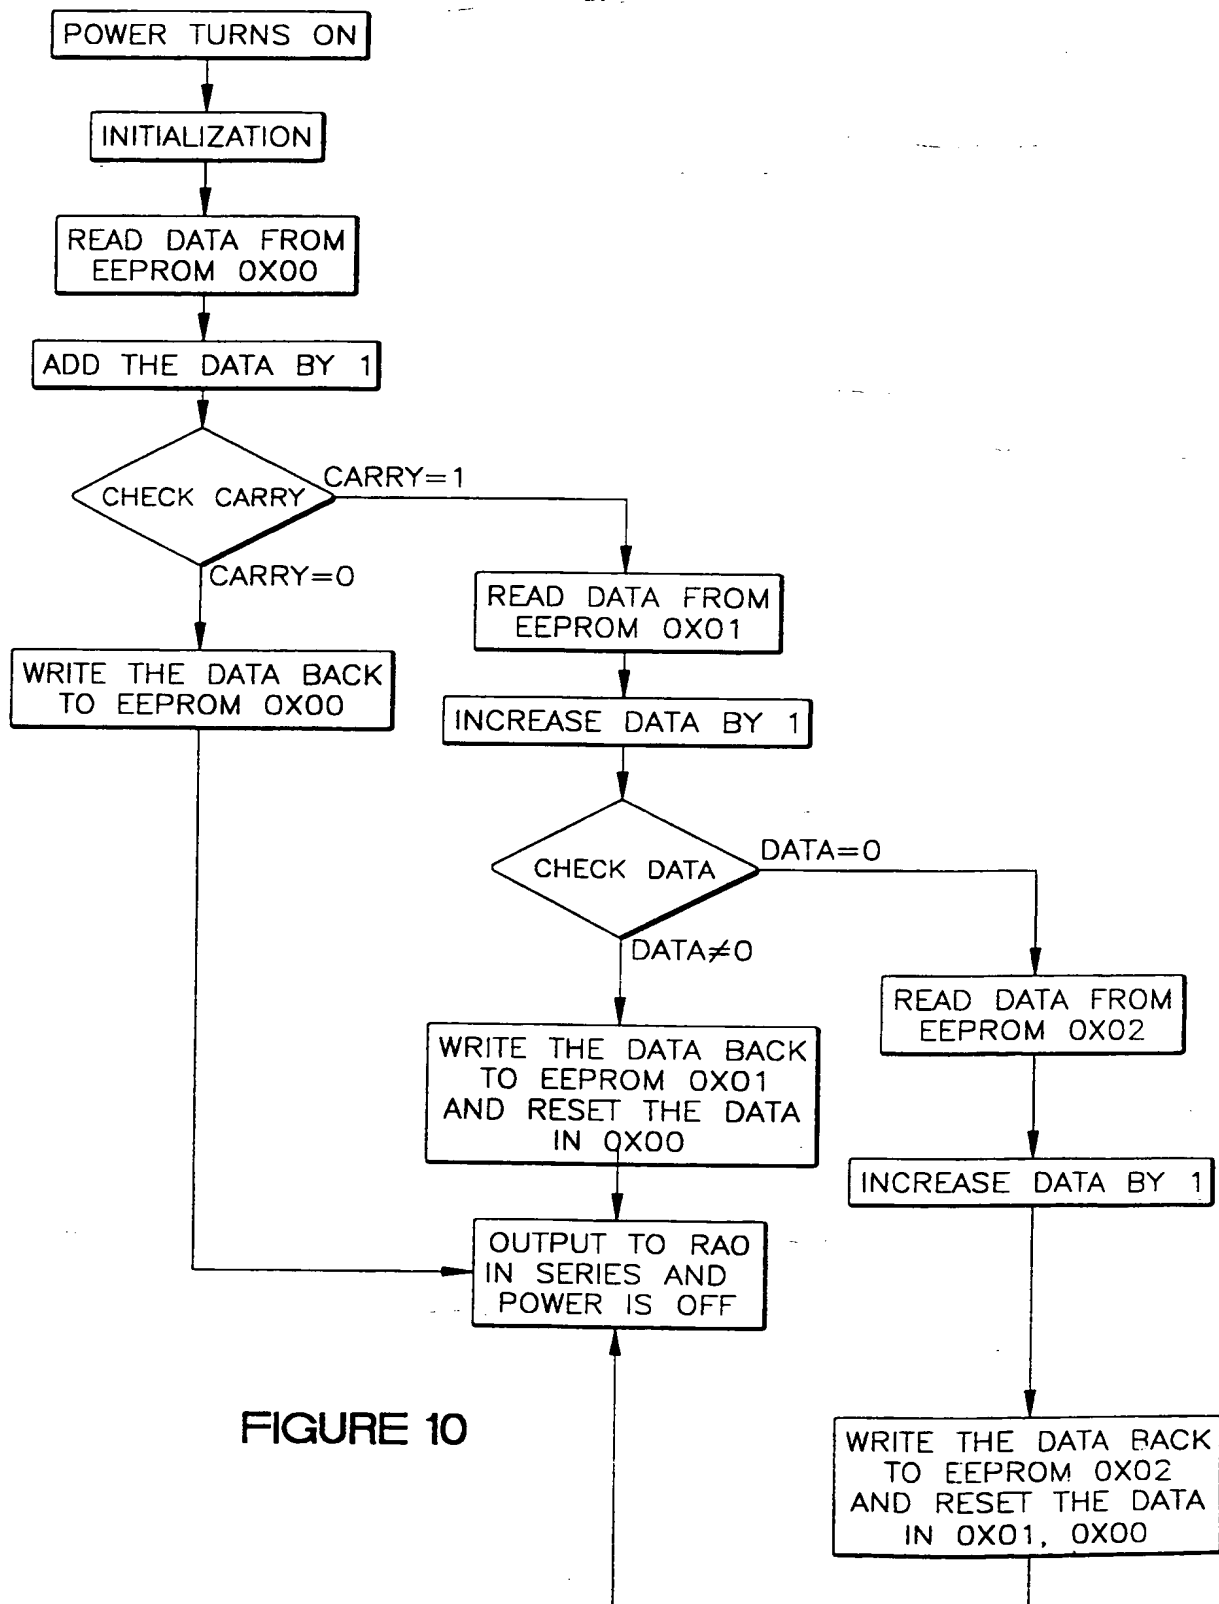 POWER TURNS ON
INITIALIZATION
READ DATA FROM
EEPROM 0X00
ADD THE DATA BY 1
CHECK CARRY
CARRY=1
CARRY=0
WRITE THE DATA BACK
TO EEPROM 0X00
READ DATA FROM
EEPROM 0X01
INCREASE DATA BY 1
CHECK DATA
DATA=0
DATA≠0
WRITE THE DATA BACK
TO EEPROM 0X01
AND RESET THE DATA
IN 0X00
READ DATA FROM
EEPROM 0X02
INCREASE DATA BY 1
OUTPUT TO RA0
IN SERIES AND
POWER IS OFF
WRITE THE DATA BACK
TO EEPROM 0X02
AND RESET THE DATA
IN 0X01, 0X00
FIGURE 10